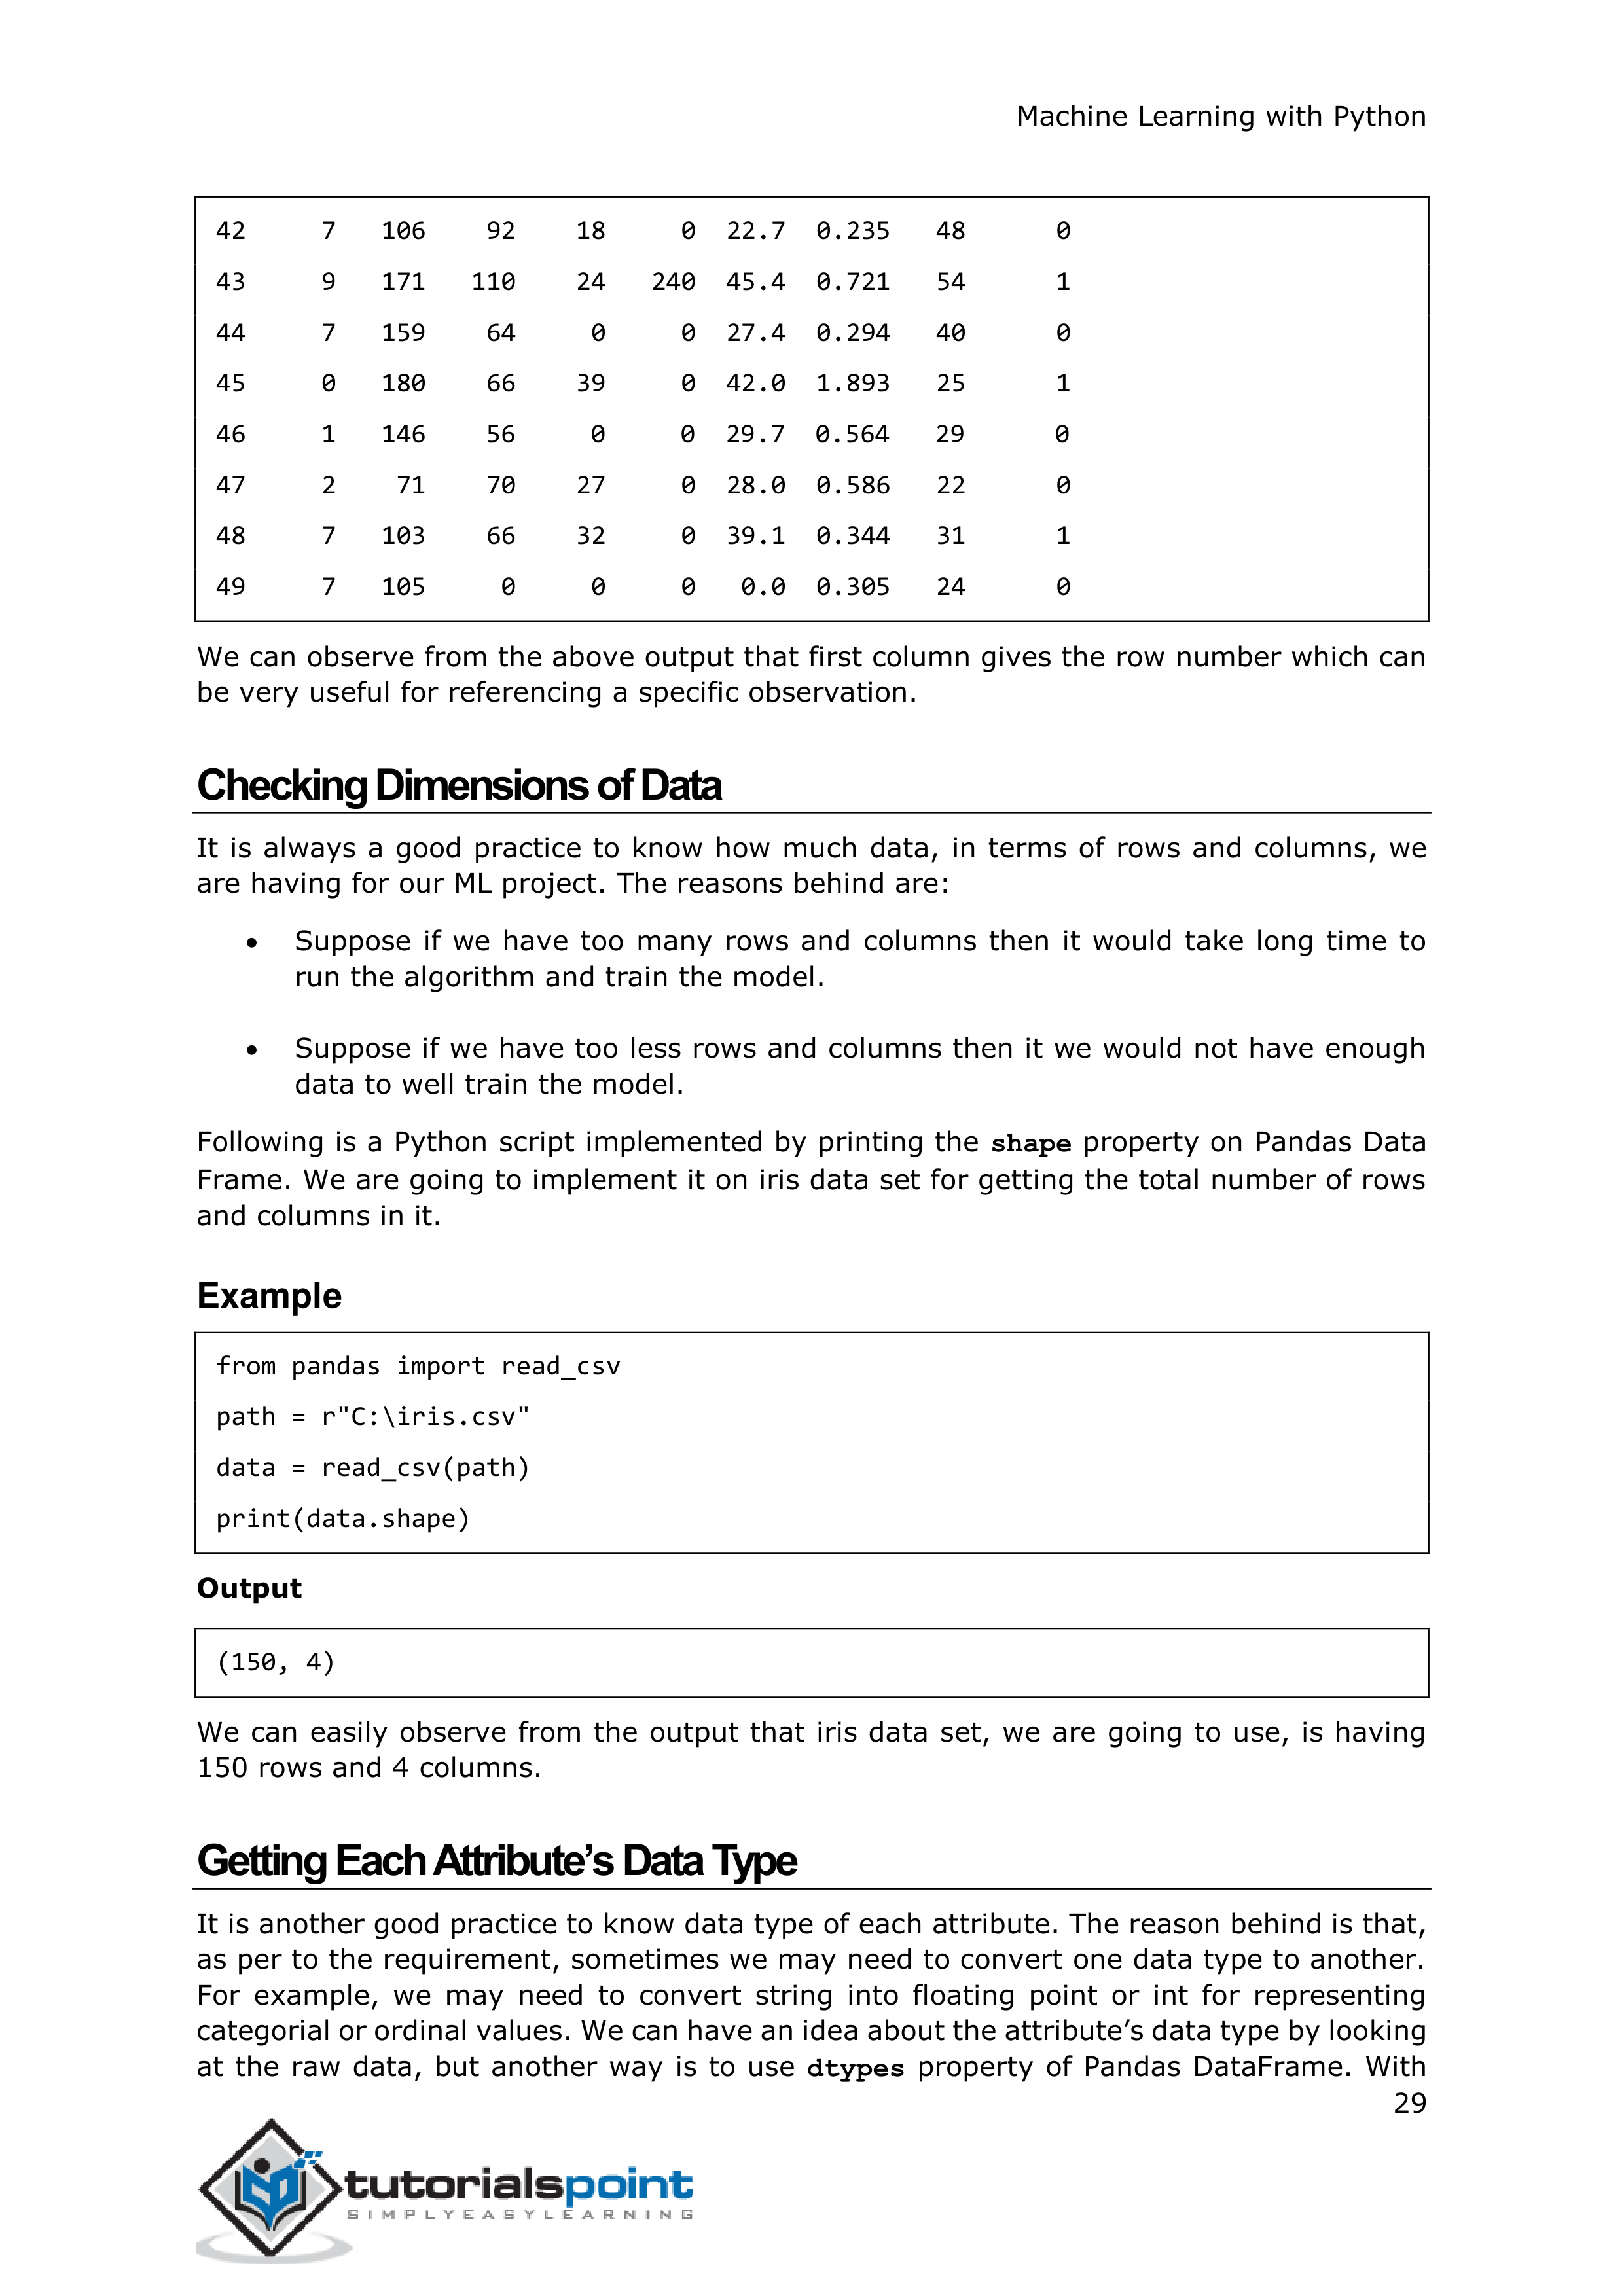 Machine Learning with Python
42 7 106 92 18 0 22.7 0.235 48 0
43 9 171 110 24 240 45.4 0.721 54 1
44 7 159 64 0 0 27.4 0.294 40 0
45 0 180 66 39 0 42.0 1.893 25 1
46 1 146 56 0 0 29.7 0.564 29 0
47 2 71 70 27 0 28.0 0.586 22 0
48 7 103 66 32 0 39.1 0.344 31 1
49 7 105 0 0 0 0.0 0.305 24 0
We can observe from the above output that first column gives the row number which can
be very useful for referencing a specific observation.
Checking Dimensions of Data
It is always a good practice to know how much data, in terms of rows and columns, we
are having for our ML project. The reasons behind are:
• Suppose if we have too many rows and columns then it would take long time to
run the algorithm and train the model.
• Suppose if we have too less rows and columns then it we would not have enough
data to well train the model.
Following is a Python script implemented by printing the shape property on Pandas Data
Frame. We are going to implement it on iris data set for getting the total number of rows
and columns in it.
Example
from pandas import read_csv
path = r"C:\iris.csv"
data = read_csv(path)
print(data.shape)
Output
(150, 4)
We can easily observe from the output that iris data set, we are going to use, is having
150 rows and 4 columns.
Getting Each Attribute’s Data Type
It is another good practice to know data type of each attribute. The reason behind is that,
as per to the requirement, sometimes we may need to convert one data type to another.
For example, we may need to convert string into floating point or int for representing
categorial or ordinal values. We can have an idea about the attribute’s data type by looking
at the raw data, but another way is to use dtypes property of Pandas DataFrame. With
29
tutorialspoint
SIMPLYEASYLEARNING